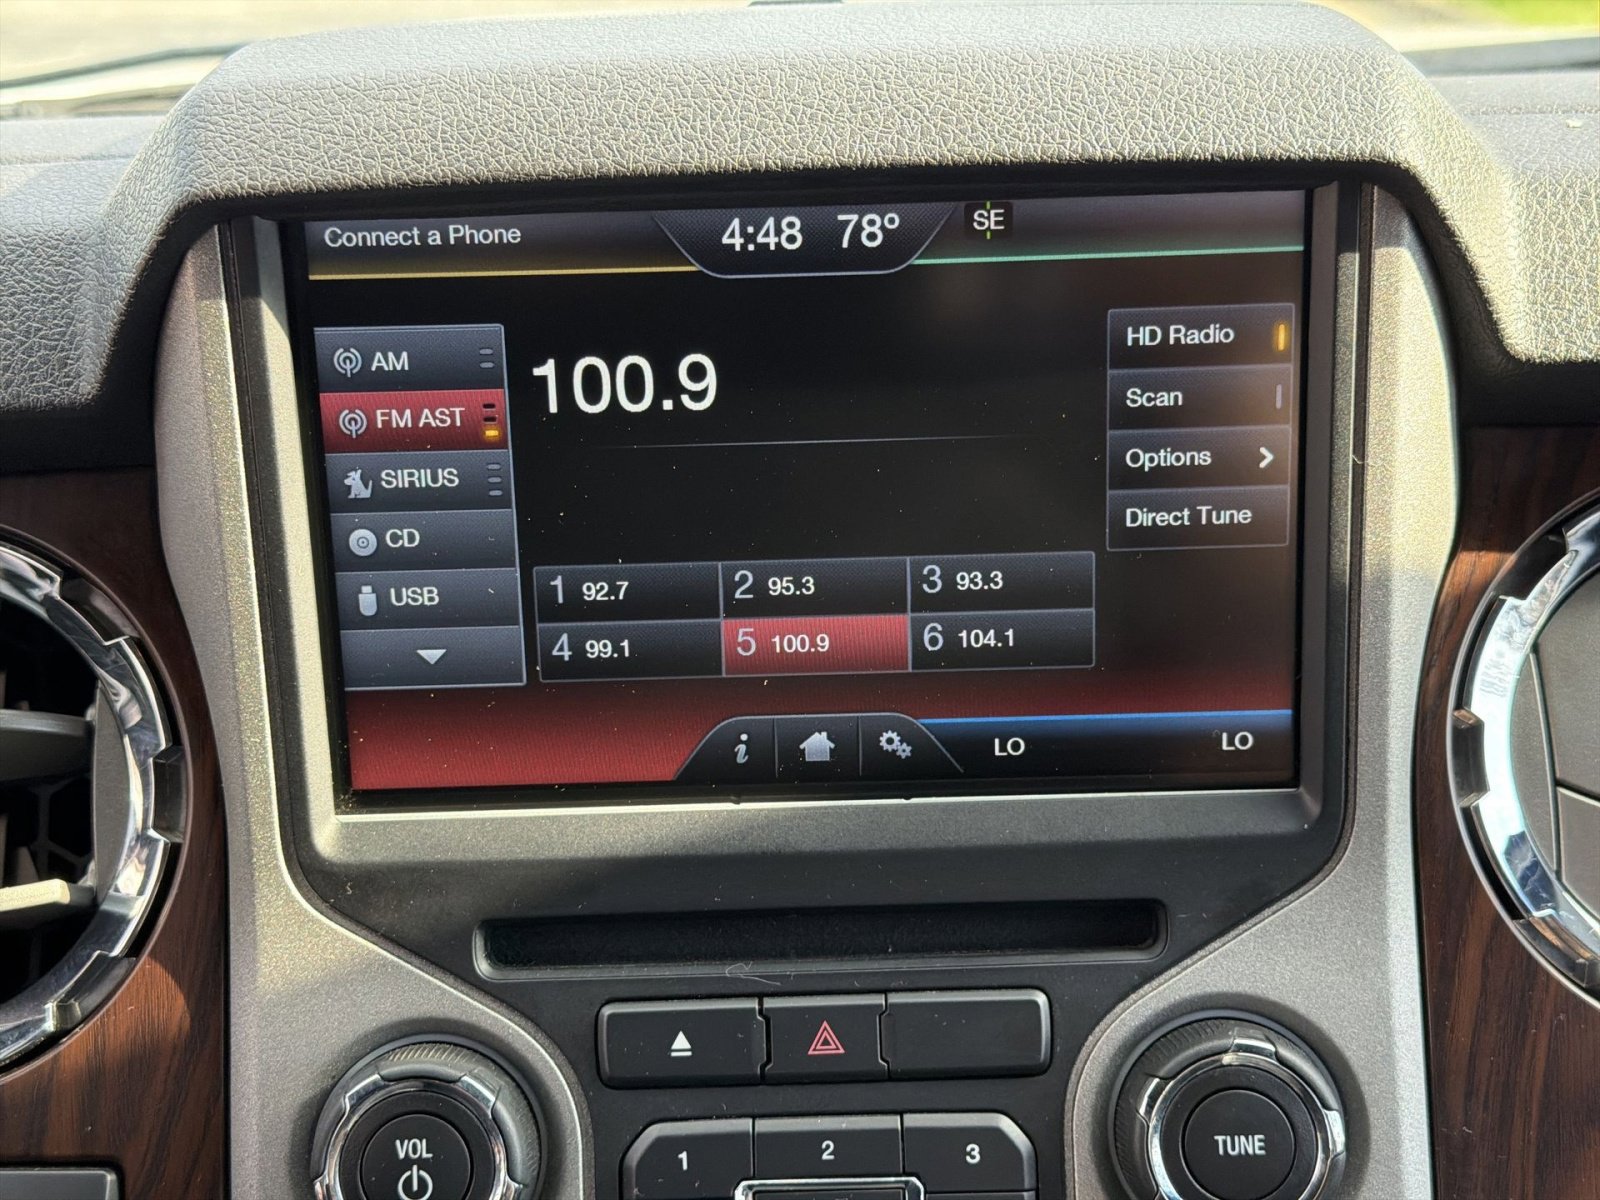 Connect a Phone
4:48 78°
SE
AM
FM AST
SIRIUS
CD
USB
100.9
HD Radio
Scan
Options
Direct Tune
1 92.7
2 95.3
3 93.3
4 99.1
5 100.9
6 104.1
i
LO
LO
VOL
1
2
3
TUNE